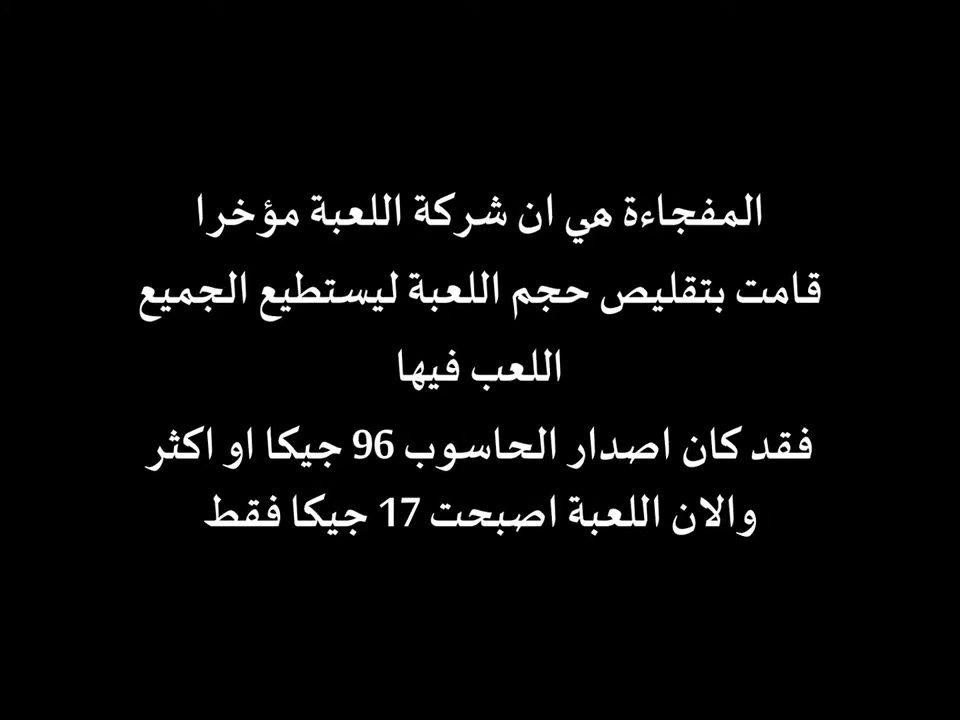 المفجاءة هي ان شركة اللعبة مؤخرا
قامت بتقليص حجم اللعبة ليستطيع الجميع
اللعب فيها
فقد كان اصدار الحاسوب 96 جيكا او اكثر
والان اللعبة اصبحت 17 جيكا فقط